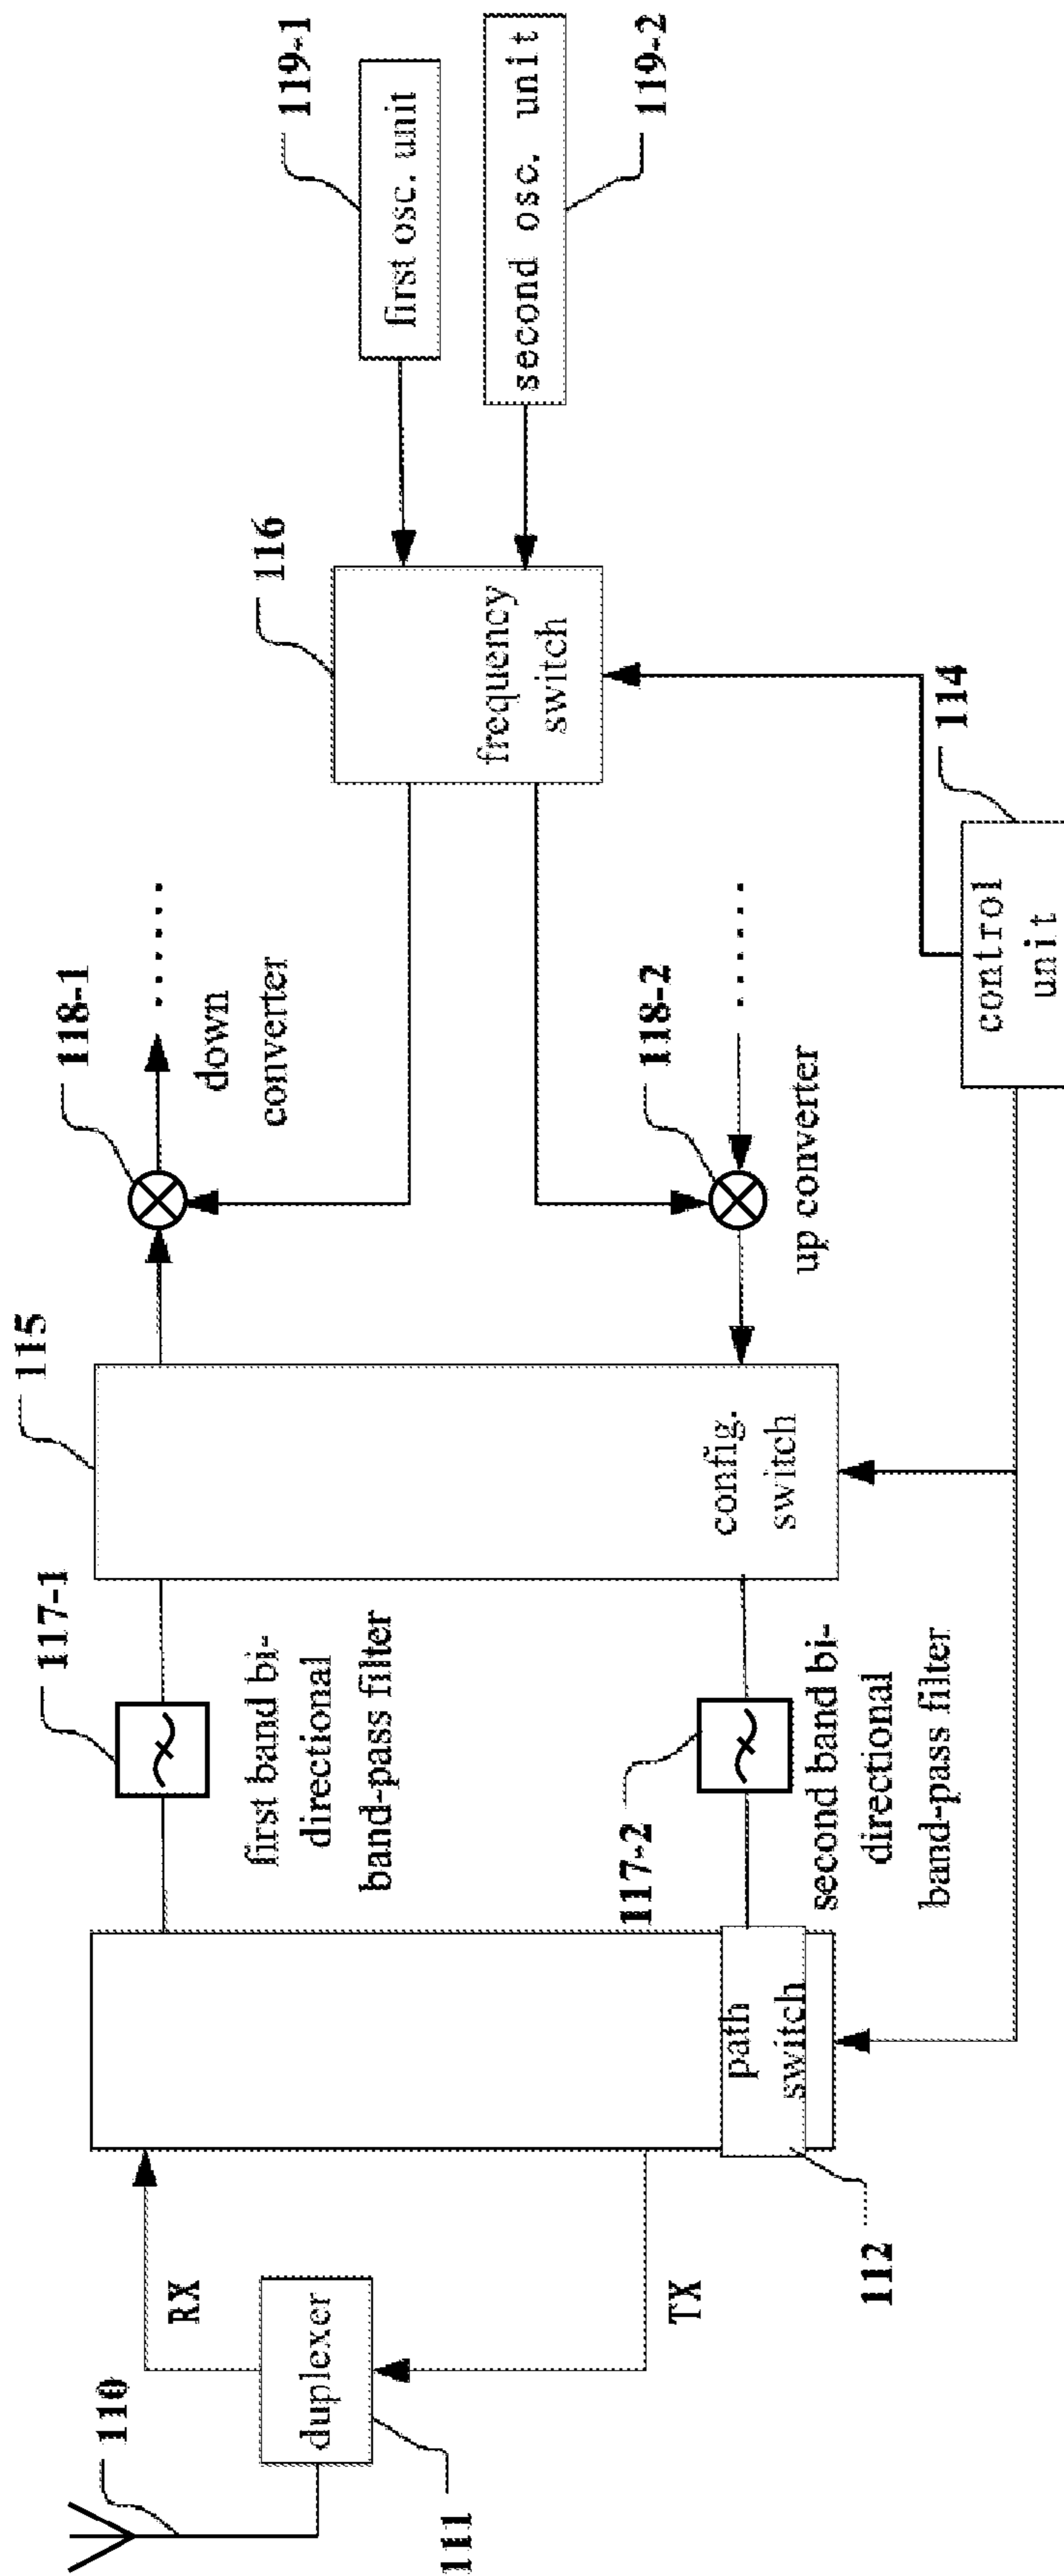 110
duplexer
111
RX
TX
112
path
switch
117-1
first band bi-
directional
band-pass filter
117-2
second band bi-
directional
band-pass filter
115
config.
switch
118-1
down
converter
118-2
up converter
116
frequency
switch
114
control
unit
119-1
first osc. unit
second osc. unit
119-2